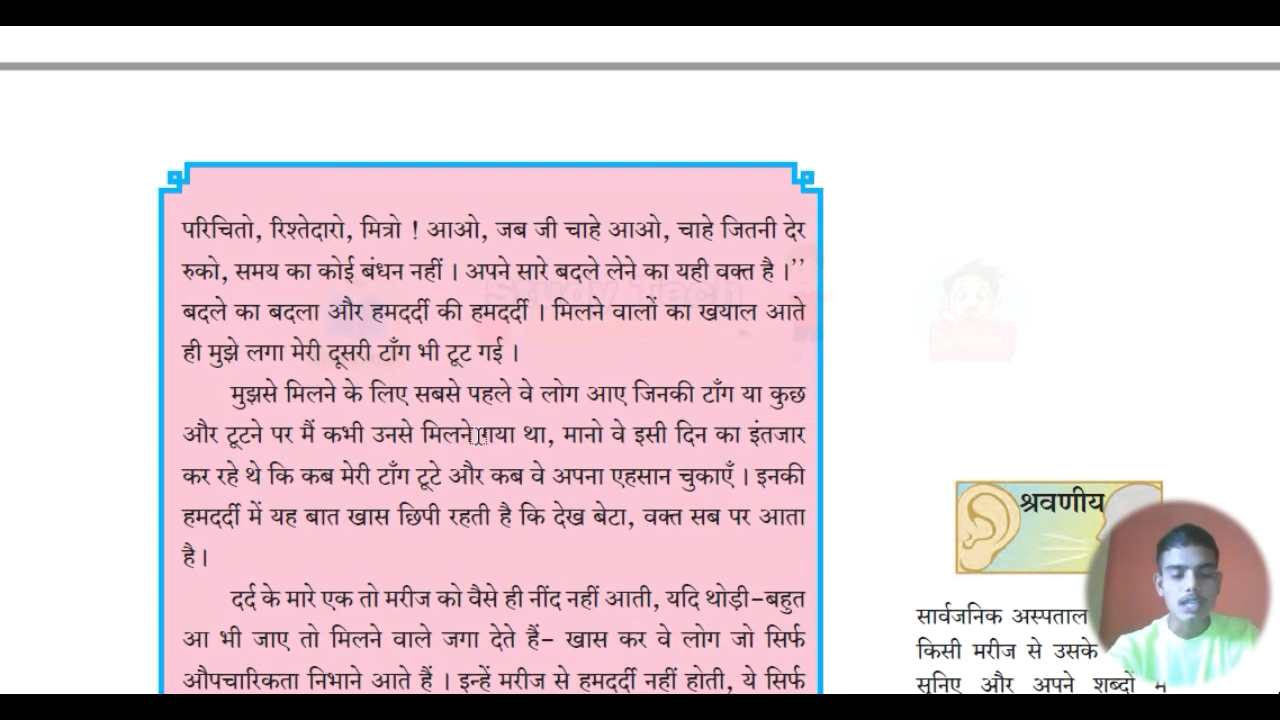 परिचितो, रिश्तेदारो, मित्रो ! आओ, जब जी चाहे आओ, चाहे जितनी देर
रुको, समय का कोई बंधन नहीं । अपने सारे बदले लेने का यही वक्त है ।’’
बदले का बदला और हमदर्दी की हमदर्दी । मिलने वालों का खयाल आते
ही मुझे लगा मेरी दूसरी टाँग भी टूट गई ।
मुझसे मिलने के लिए सबसे पहले वे लोग आए जिनकी टाँग या कुछ
और टूटने पर मैं कभी उनसे मिलने गया था, मानो वे इसी दिन का इंतजार
कर रहे थे कि कब मेरी टाँग टूटे और कब वे अपना एहसान चुकाएँ । इनकी
हमदर्दी में यह बात खास छिपी रहती है कि देख बेटा, वक्त सब पर आता
है ।
दर्द के मारे एक तो मरीज को वैसे ही नींद नहीं आती, यदि थोड़ी-बहुत
आ भी जाए तो मिलने वाले जगा देते हैं- खास कर वे लोग जो सिर्फ
औपचारिकता निभाने आते हैं । इन्हें मरीज से हमदर्दी नहीं होती, ये सिर्फ
Study Tech
श्रवणीय
सार्वजनिक अस्पताल
किसी मरीज से उसके
सुनिए और अपने शब्दों में